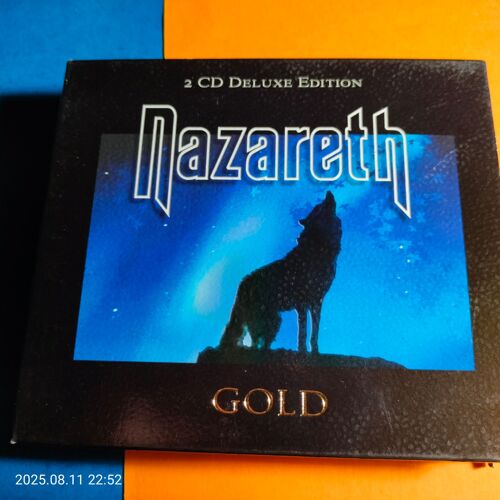 2 CD Deluxe Edition
Nazareth
GOLD
2025.08.11 22:52